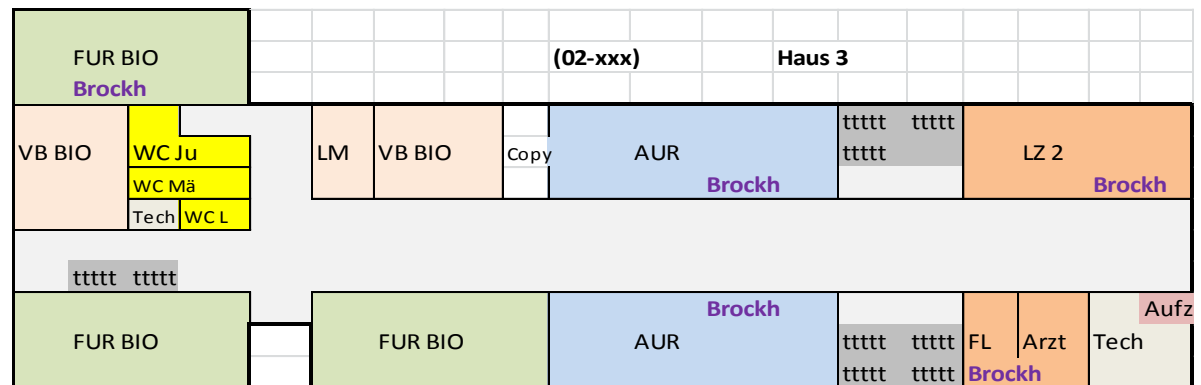 FUR BIO (02-xxx) Haus 3
Brockh
ttttt ttttt
VB BIO WC Ju LM VB BIO Copy AUR ttttt LZ 2
WC Mä Brockh Brockh
Tech WC L
ttttt ttttt
Brockh Aufz
FUR BIO FUR BIO AUR ttttt ttttt FL Arzt Tech
ttttt ttttt Brockh